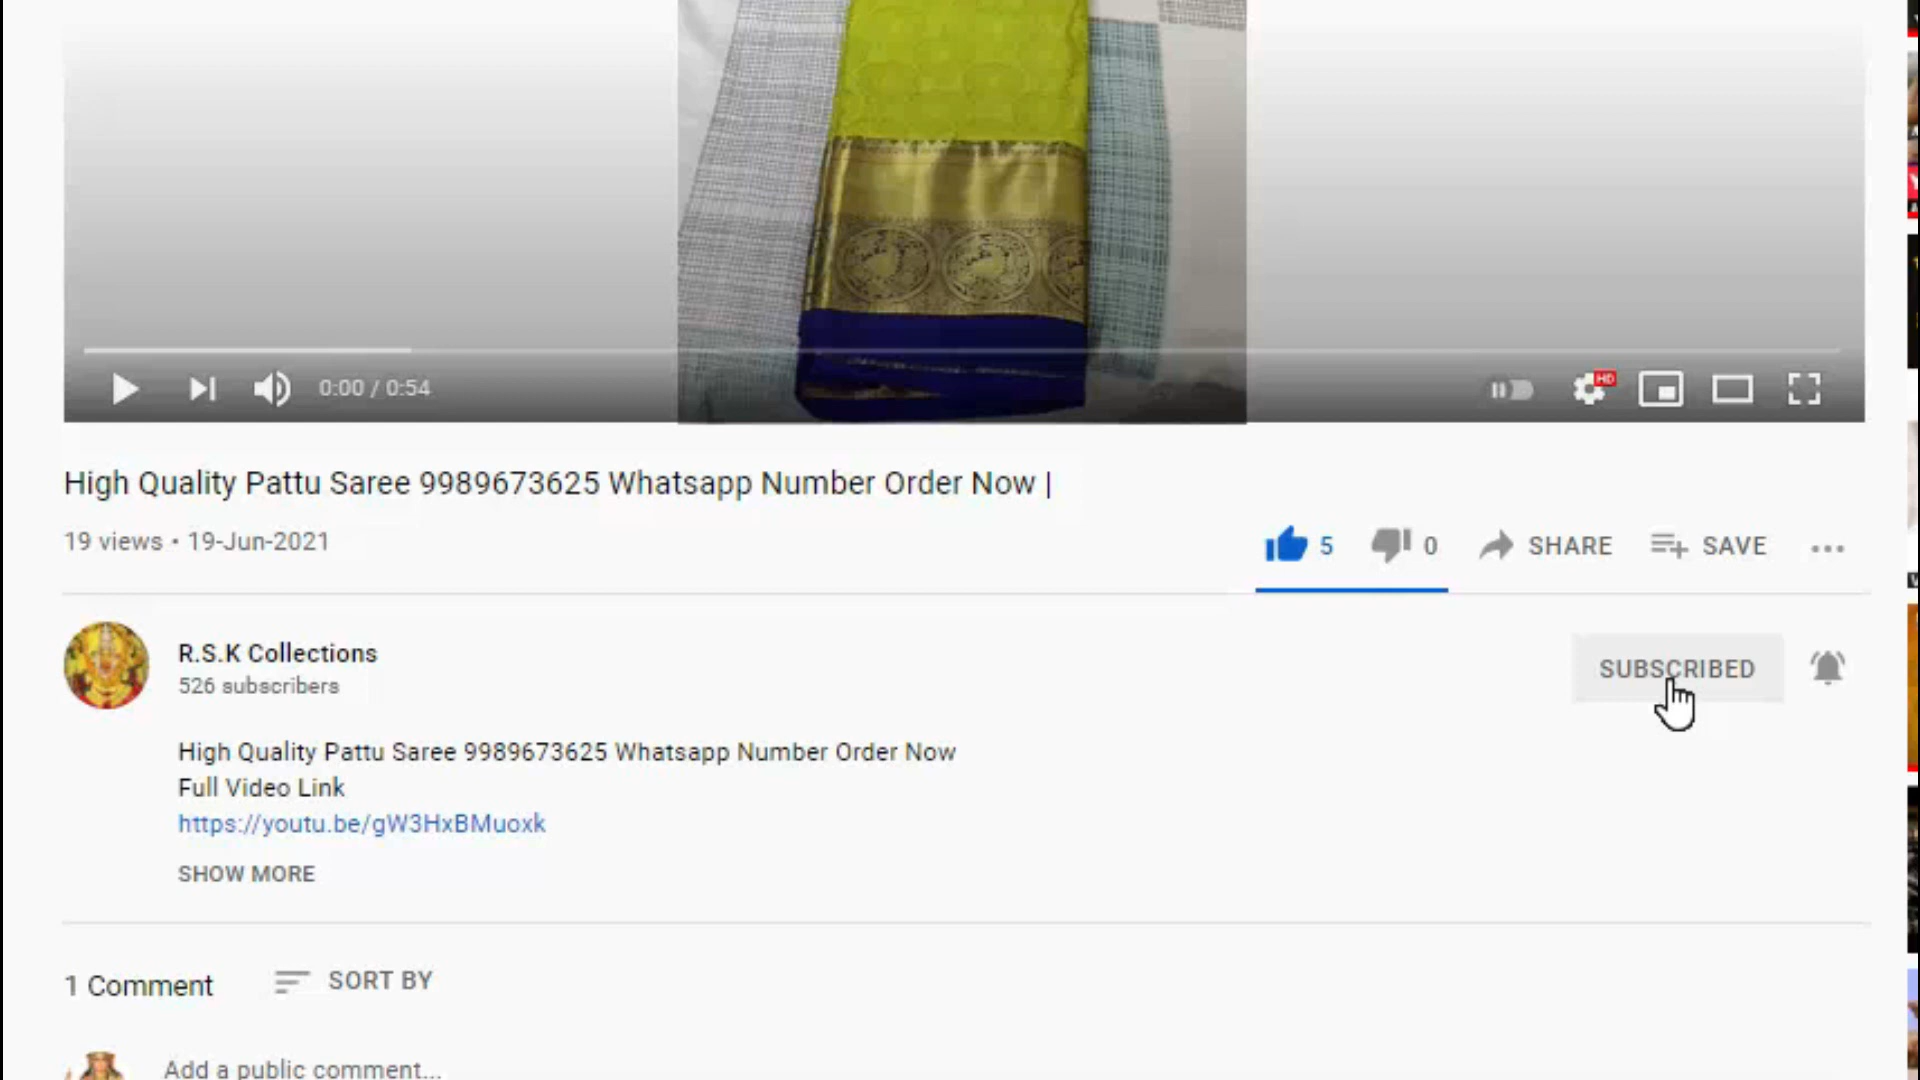 0:00 / 0:54
HD
High Quality Pattu Saree 9989673625 Whatsapp Number Order Now |
19 views • 19-Jun-2021
5 0 SHARE SAVE
R.S.K Collections
526 subscribers
SUBSCRIBED
High Quality Pattu Saree 9989673625 Whatsapp Number Order Now
Full Video Link
https://youtu.be/gW3HxBMuoxk
SHOW MORE
1 Comment SORT BY
Add a public comment...